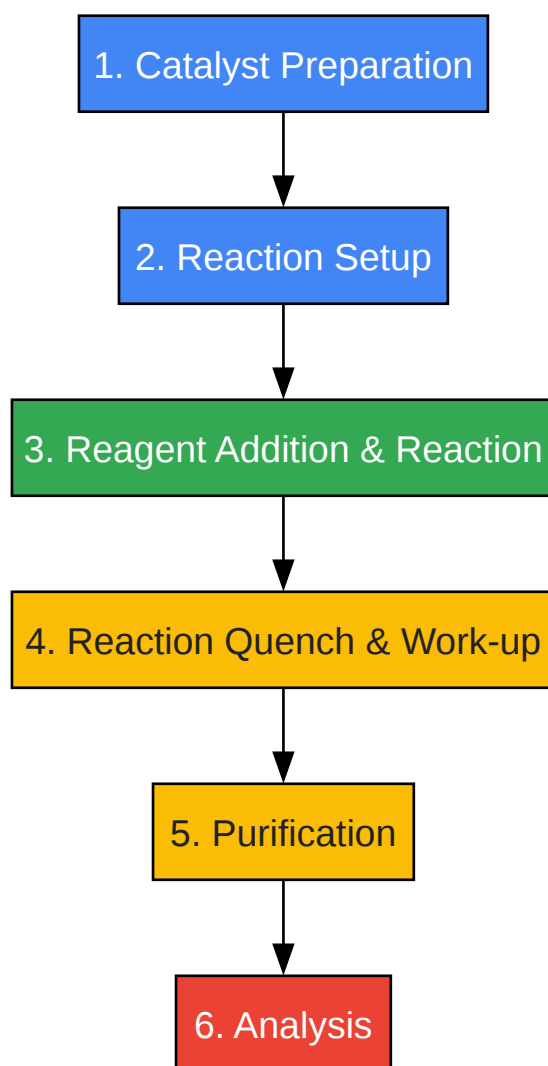 1. Catalyst Preparation
2. Reaction Setup
3. Reagent Addition & Reaction
4. Reaction Quench & Work-up
5. Purification
6. Analysis